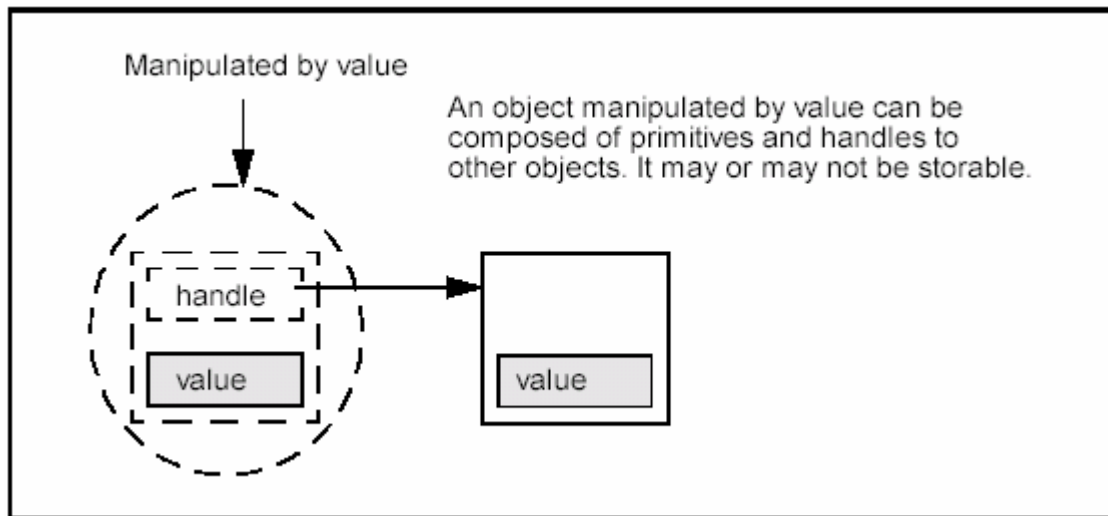 Manipulated by value
An object manipulated by value can be
composed of primitives and handles to
other objects. It may or may not be storable.
handle
value
value